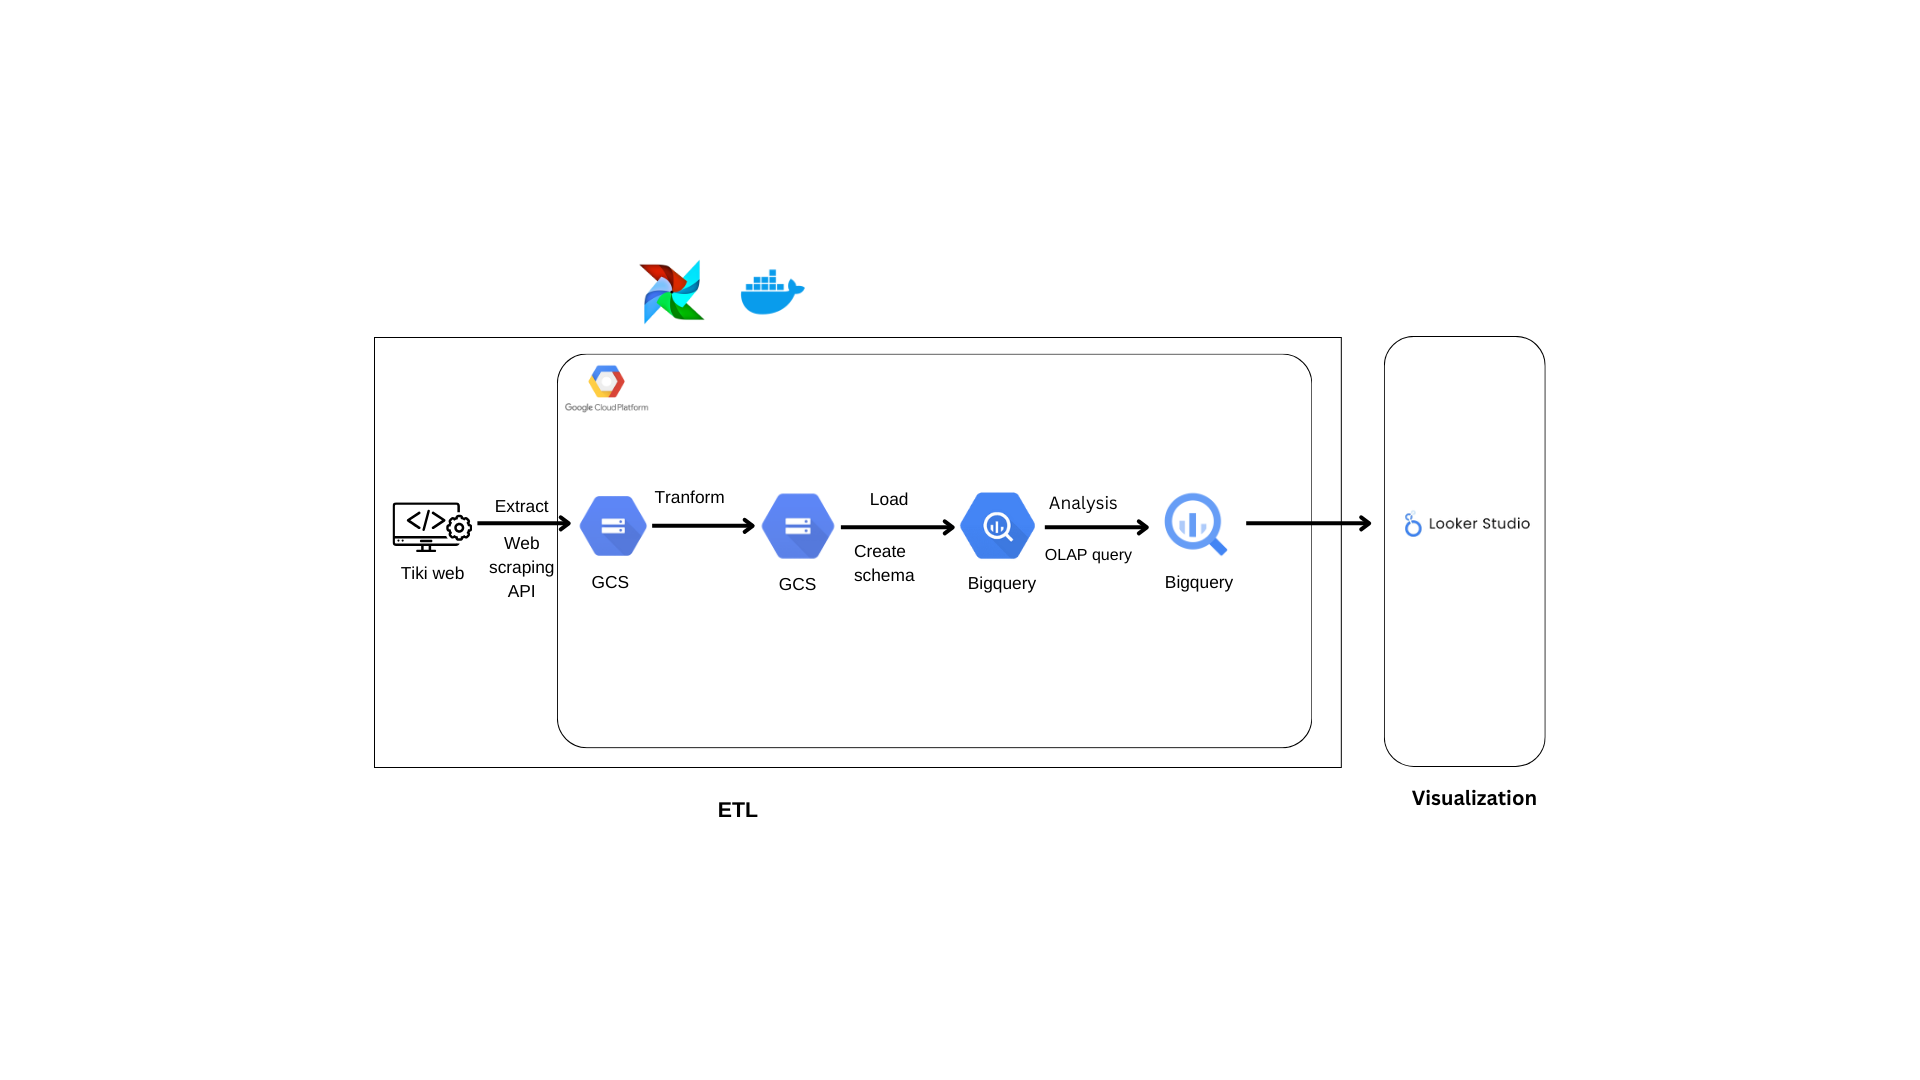 Google Cloud Platform
Extract
Tranform
Load
Analysis
Web
scraping
API
Create
schema
OLAP query
Tiki web
GCS
GCS
Bigquery
Bigquery
Looker Studio
ETL
Visualization